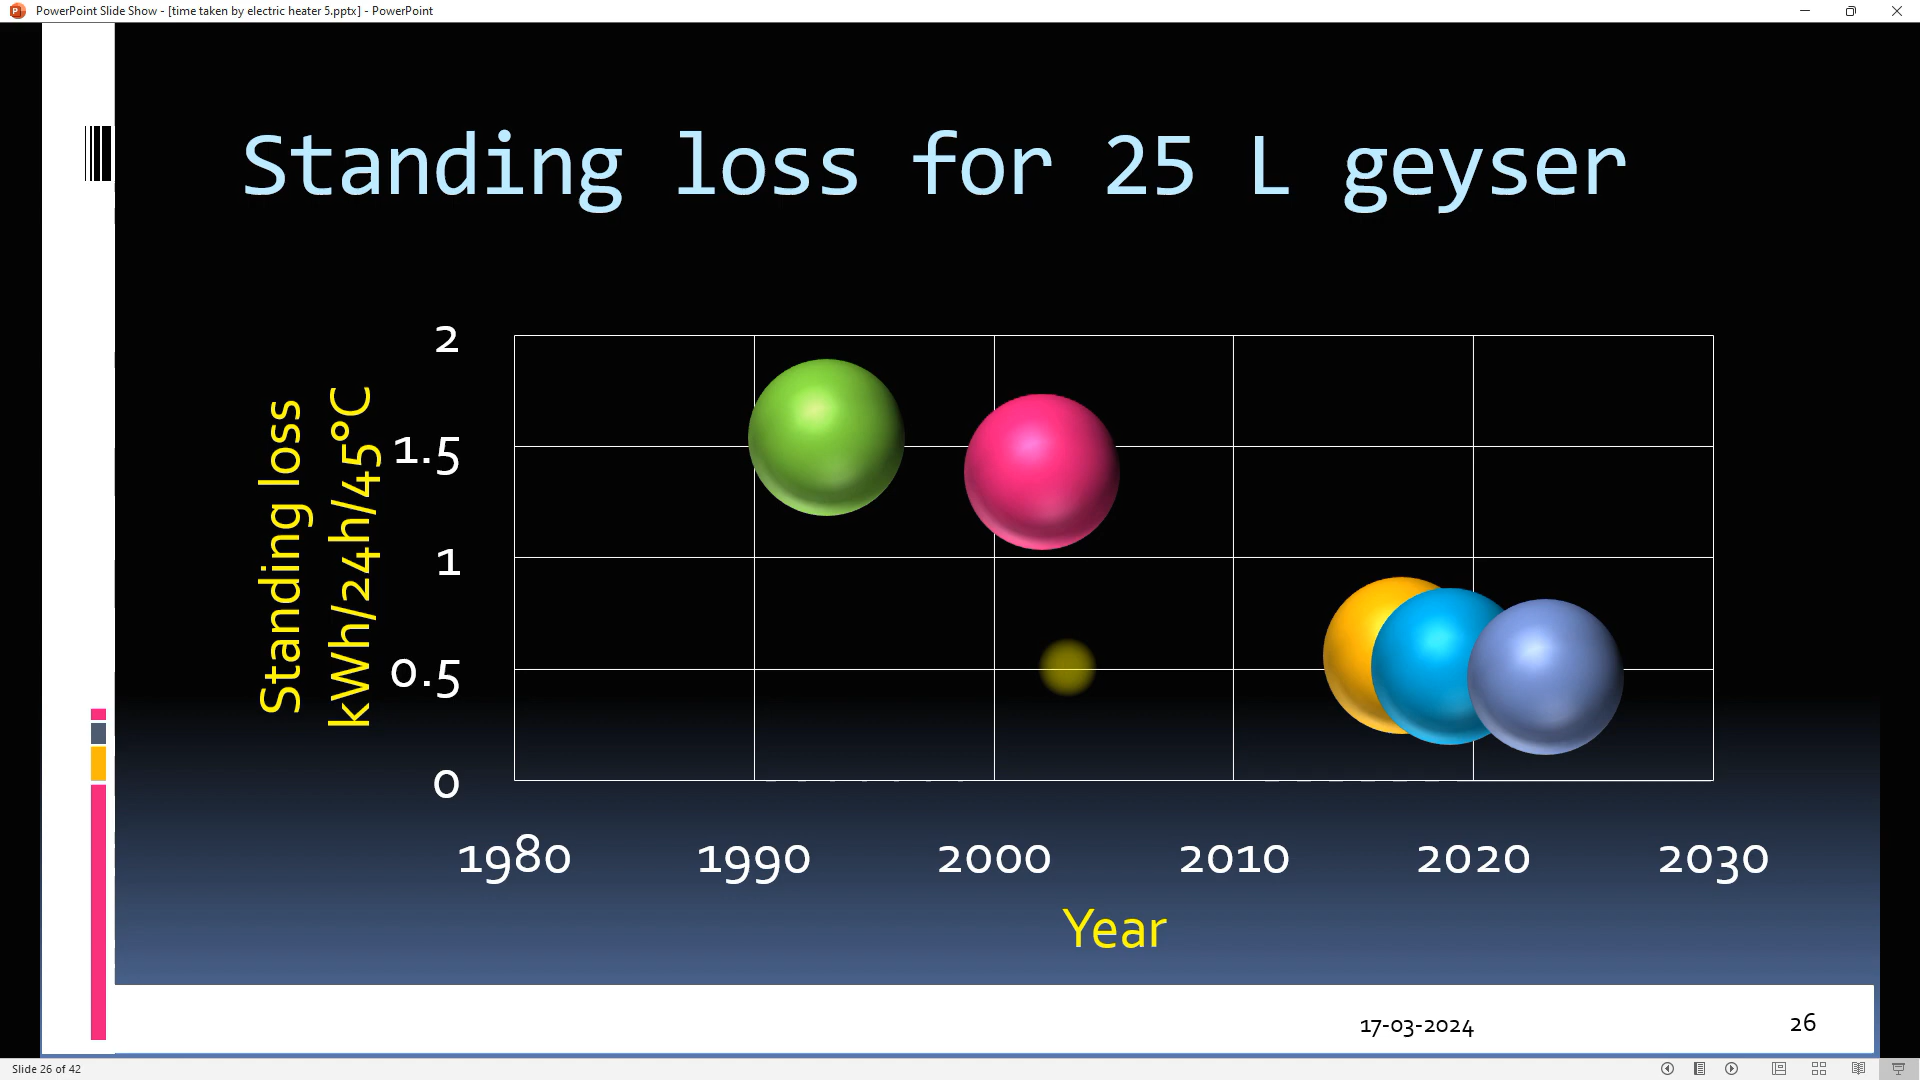 PowerPoint Slide Show - [time taken by electric heater 5.pptx] - PowerPoint
Standing loss for 25 L geyser
Standing loss
kWh/24h/45°C
2
1.5
1
0.5
0
1980 1990 2000 2010 2020 2030
Year
17-03-2024 26
Slide 26 of 42